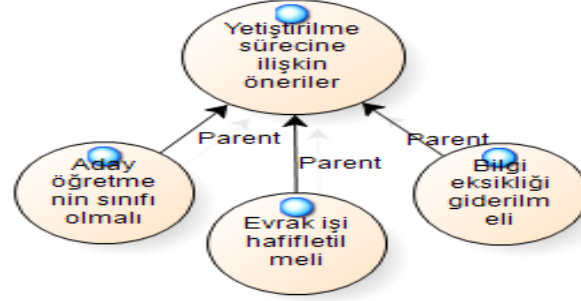 Yetiştirilme
sürecine
ilişkin
öneriler
Parent
Parent
Parent
Aday
öğretme
nin sınıfı
olmalı
Evrak işi
hafifletil
meli
Bilgi
eksikliği
giderilm
eli